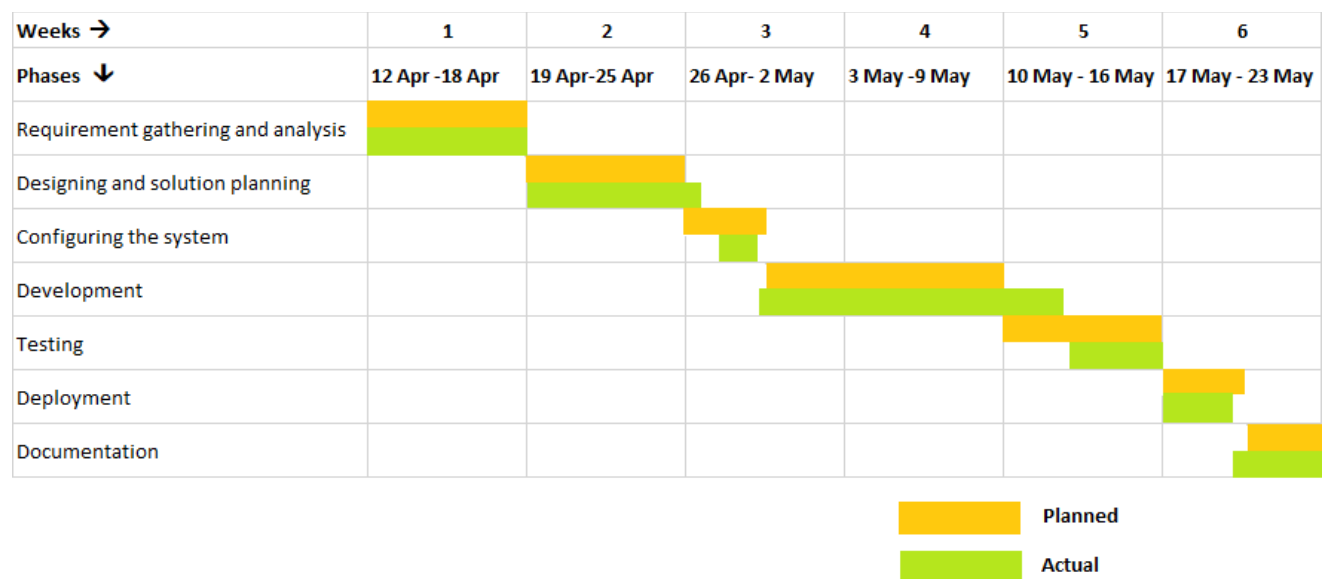 Weeks → 1 2 3 4 5 6
Phases ↓ 12 Apr -18 Apr 19 Apr-25 Apr 26 Apr- 2 May 3 May -9 May 10 May - 16 May 17 May - 23 May
Requirement gathering and analysis
Designing and solution planning
Configuring the system
Development
Testing
Deployment
Documentation
Planned
Actual